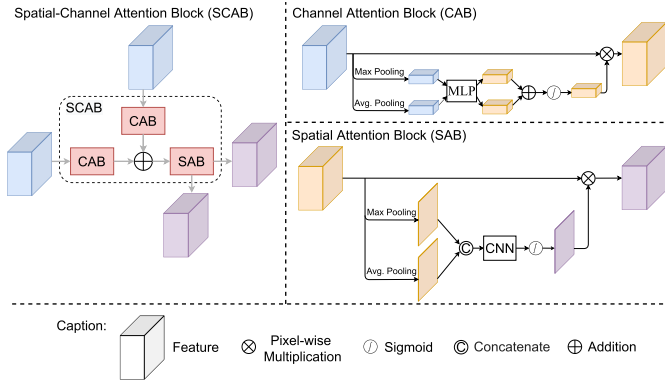 Spatial-Channel Attention Block (SCAB)
SCAB
CAB
CAB
SAB
Channel Attention Block (CAB)
Max Pooling
MLP
Avg. Pooling
Spatial Attention Block (SAB)
Max Pooling
C
CNN
Avg. Pooling
Caption:
Feature
Pixel-wise
Multiplication
Sigmoid
C
Concatenate
Addition